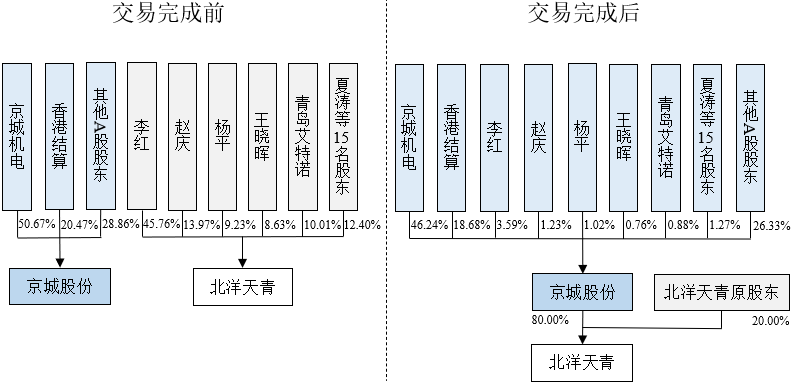 交易完成前
京城机电
香港结算
其他A股股东
李红
赵庆
杨平
王晓晖
青岛艾特诺
夏涛等15名股东
50.67%
20.47%
28.86%
45.76%
13.97%
9.23%
8.63%
10.01%
12.40%
京城股份
北洋天青
交易完成后
京城机电
香港结算
李红
赵庆
杨平
王晓晖
青岛艾特诺
夏涛等15名股东
其他A股股东
46.24%
18.68%
3.59%
1.23%
1.02%
0.76%
0.88%
1.27%
26.33%
京城股份
北洋天青原股东
80.00%
20.00%
北洋天青